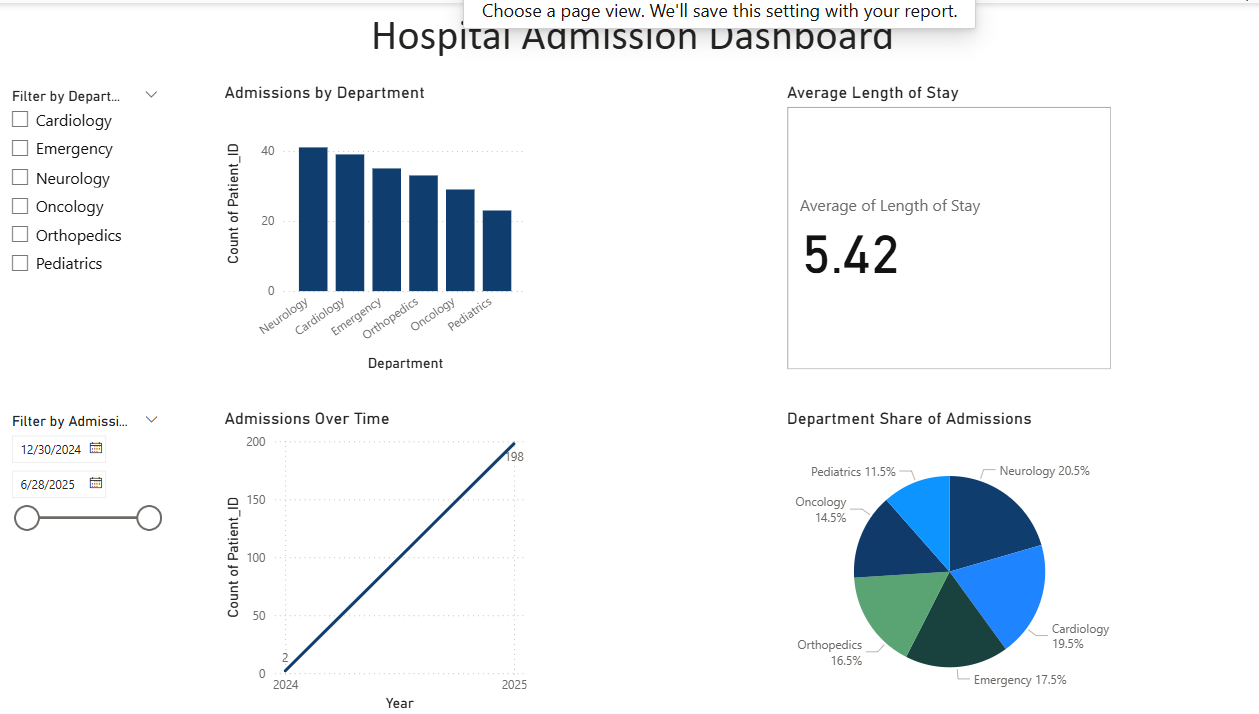 Choose a page view. We'll save this setting with your report.
Hospital Admission Dashboard
Filter by Depart...
Cardiology
Emergency
Neurology
Oncology
Orthopedics
Pediatrics
Admissions by Department
Count of Patient_ID
40
20
0
Neurology
Cardiology
Emergency
Orthopedics
Oncology
Pediatrics
Department
Average Length of Stay
Average of Length of Stay
5.42
Filter by Admissi...
12/30/2024
6/28/2025
Admissions Over Time
Count of Patient_ID
200
150
100
50
0
2
198
2024
2025
Year
Department Share of Admissions
Pediatrics 11.5%
Neurology 20.5%
Oncology
14.5%
Cardiology
19.5%
Orthopedics
16.5%
Emergency 17.5%